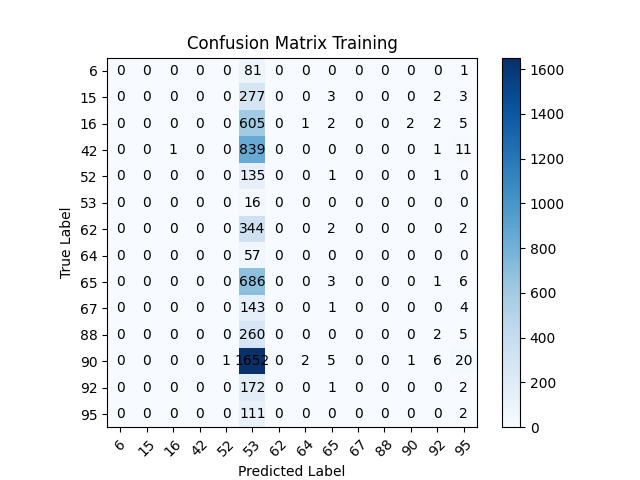 Confusion Matrix Training
6 0 0 0 0 0 81 0 0 0 0 0 0 0 1
15 0 0 0 0 0 277 0 0 3 0 0 0 2 3
16 0 0 0 0 0 605 0 1 2 0 0 2 2 5
42 0 0 1 0 0 839 0 0 0 0 0 0 1 11
52 0 0 0 0 0 135 0 0 1 0 0 0 1 0
53 0 0 0 0 0 16 0 0 0 0 0 0 0 0
62 0 0 0 0 0 344 0 0 2 0 0 0 0 2
64 0 0 0 0 0 57 0 0 0 0 0 0 0 0
65 0 0 0 0 0 686 0 0 3 0 0 0 1 6
67 0 0 0 0 0 143 0 0 1 0 0 0 0 4
88 0 0 0 0 0 260 0 0 0 0 0 0 2 5
90 0 0 0 0 1 1652 0 2 5 0 0 1 6 20
92 0 0 0 0 0 172 0 0 1 0 0 0 0 2
95 0 0 0 0 0 111 0 0 0 0 0 0 0 2
6 15 16 42 52 53 62 64 65 67 88 90 92 95
Predicted Label
True Label
1600
1400
1200
1000
800
600
400
200
0